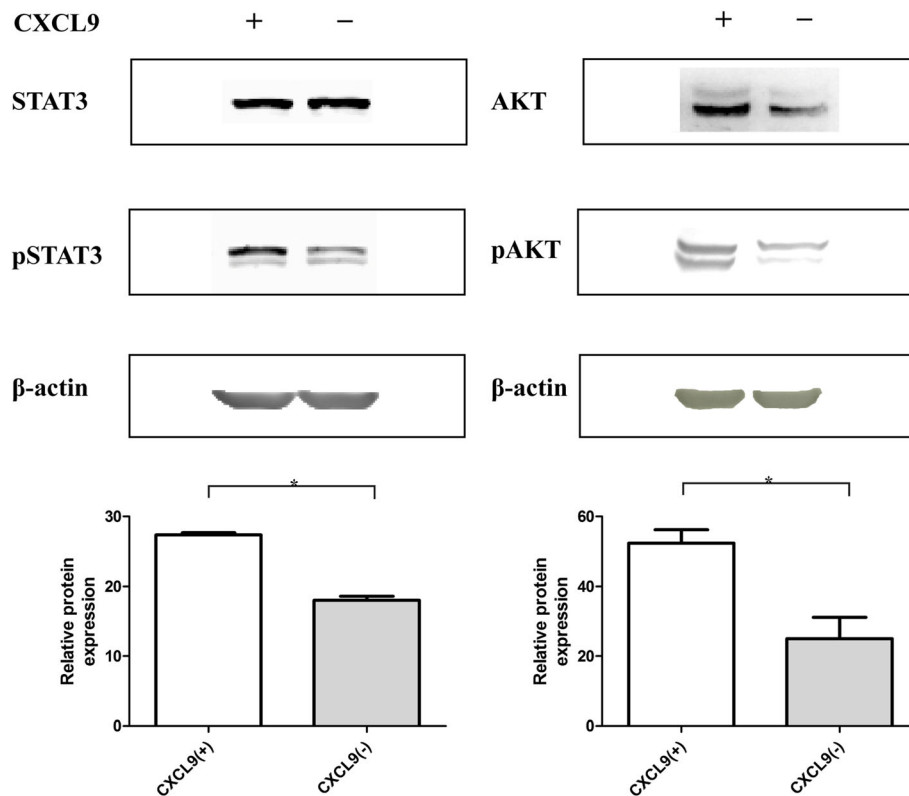 CXCL9 + − + −
STAT3
AKT
pSTAT3
pAKT
β-actin
β-actin
*
*
30
20
10
0
Relative protein
expression
CXCL9(+)
CXCL9(-)
60
40
20
0
Relative protein
expression
CXCL9(+)
CXCL9(-)